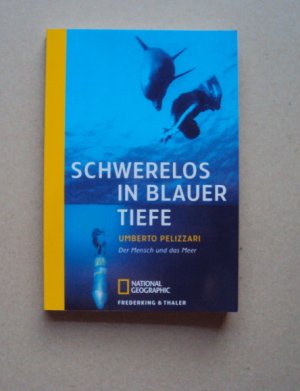 SCHWERELOS
IN BLAUER
TIEFE
UMBERTO PELIZZARI
Der Mensch und das Meer
NATIONAL
GEOGRAPHIC
FREDERKING & THALER